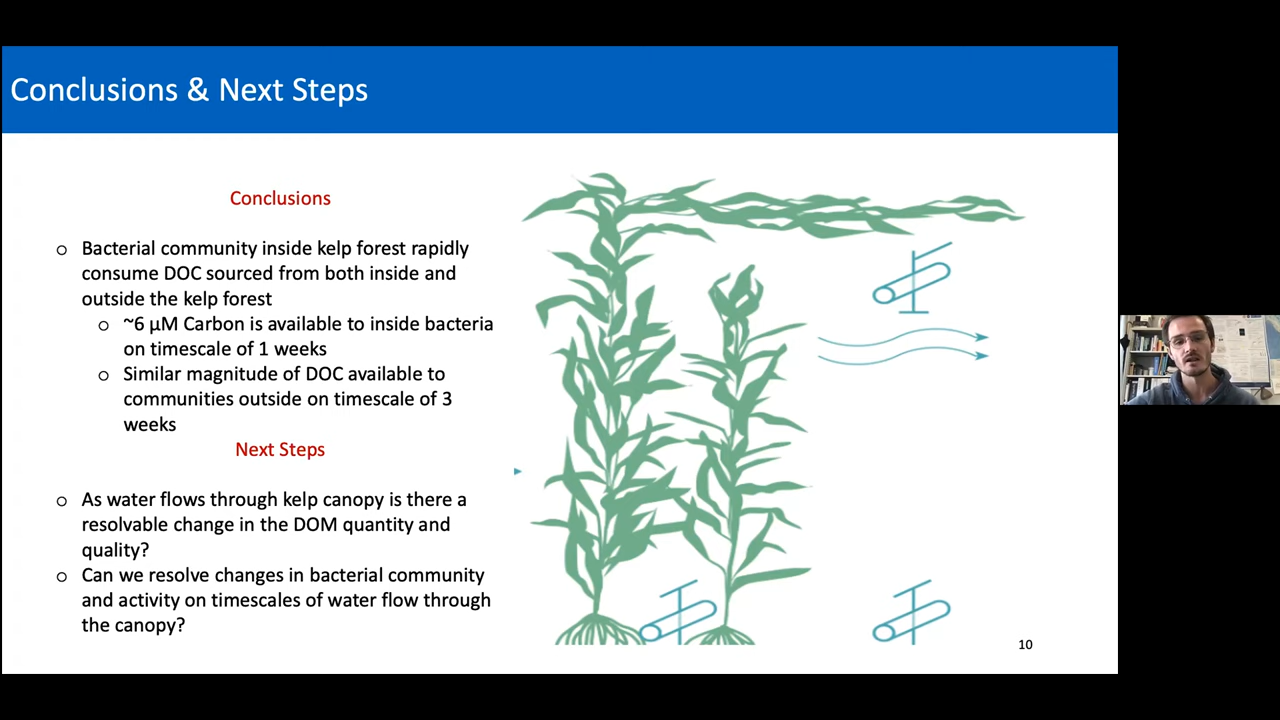 Conclusions & Next Steps
Conclusions
o Bacterial community inside kelp forest rapidly
consume DOC sourced from both inside and
outside the kelp forest
o ~6 µM Carbon is available to inside bacteria
on timescale of 1 weeks
o Similar magnitude of DOC available to
communities outside on timescale of 3
weeks
Next Steps
o As water flows through kelp canopy is there a
resolvable change in the DOM quantity and
quality?
o Can we resolve changes in bacterial community
and activity on timescales of water flow through
the canopy?
10